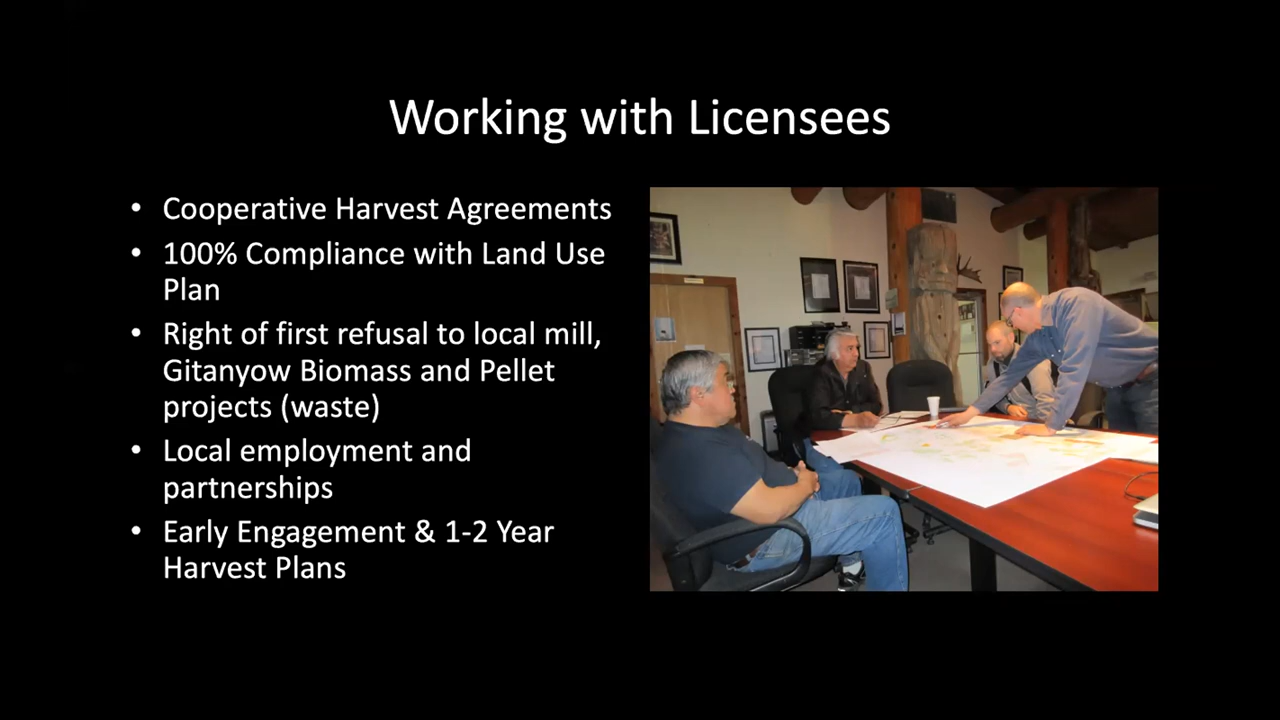 Working with Licensees
• Cooperative Harvest Agreements
• 100% Compliance with Land Use
Plan
• Right of first refusal to local mill,
Gitanyow Biomass and Pellet
projects (waste)
• Local employment and
partnerships
• Early Engagement & 1-2 Year
Harvest Plans